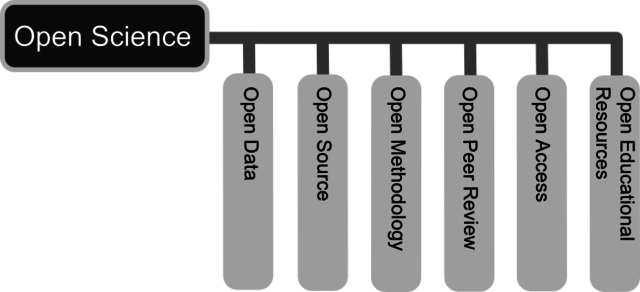 Open Science
Open Data
Open Source
Open Methodology
Open Peer Review
Open Access
Open Educational
Resources